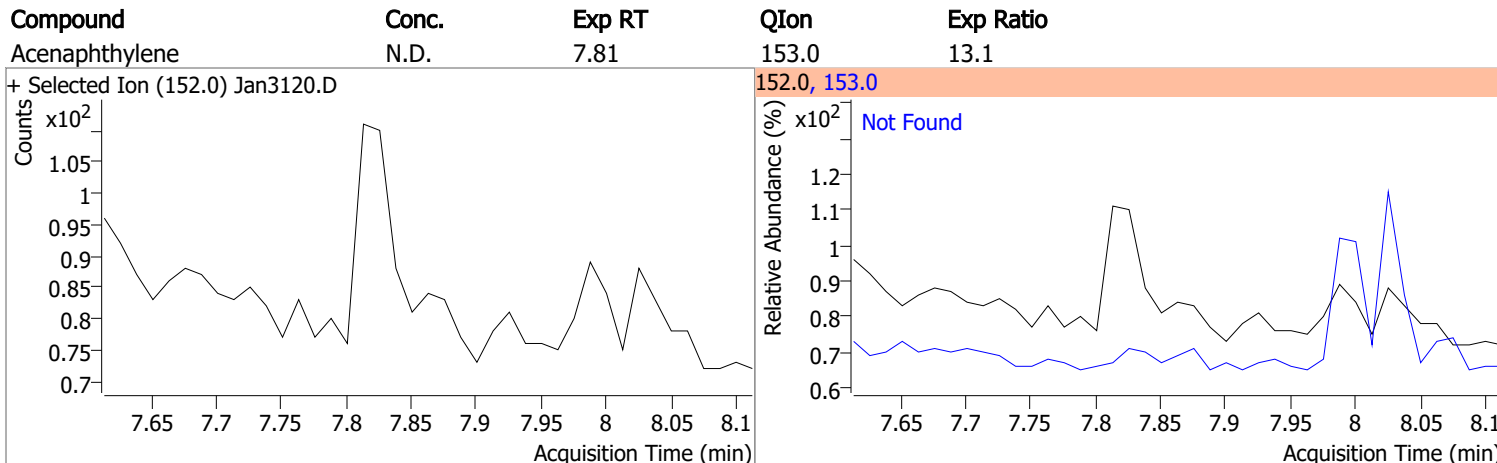 Compound Conc. Exp RT QIon Exp Ratio
Acenaphthylene N.D. 7.81 153.0 13.1
+ Selected Ion (152.0) Jan3120.D
Counts
x10²
1.05
1
0.95
0.9
0.85
0.8
0.75
0.7
7.65 7.7 7.75 7.8 7.85 7.9 7.95 8 8.05 8.1
Acquisition Time (min)
152.0, 153.0
Relative Abundance (%)
x10²
Not Found
1.2
1.1
1
0.9
0.8
0.7
0.6
7.65 7.7 7.75 7.8 7.85 7.9 7.95 8 8.05 8.1
Acquisition Time (min)